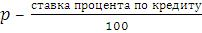 p – ставка процента по кредиту
100